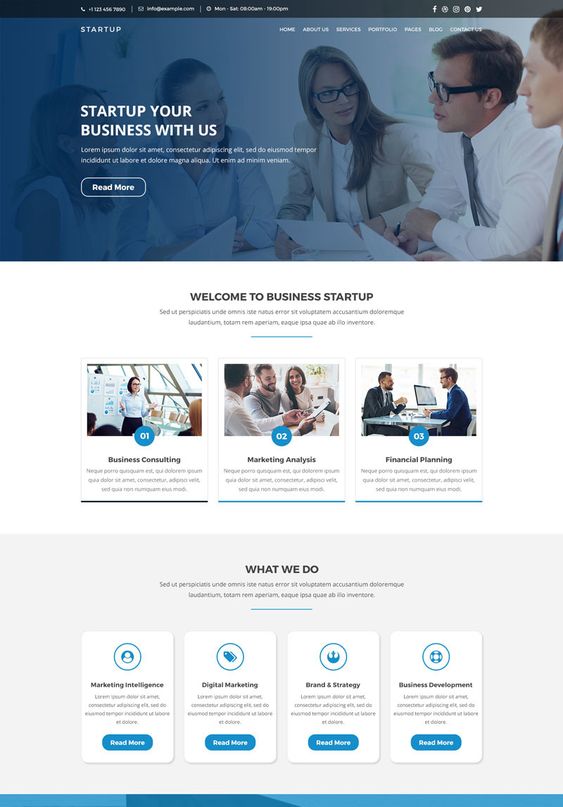 +1 123 456 7890 info@example.com Mon - Sat: 08:00am - 19:00pm
STARTUP HOME ABOUT US SERVICES PORTFOLIO PAGES BLOG CONTACT US
STARTUP YOUR
BUSINESS WITH US
Lorem ipsum dolor sit amet, consectetur adipiscing elit, sed do eiusmod tempor
incididunt ut labore et dolore magna aliqua. Ut enim ad minim veniam.
Read More
WELCOME TO BUSINESS STARTUP
Sed ut perspiciatis unde omnis iste natus error sit voluptatem accusantium doloremque
laudantium, totam rem aperiam, eaque ipsa quae ab illo inventore.
01
Business Consulting
Neque porro quisquam est, qui dolorem ipsum
quia dolor sit amet, consectetur, adipisci velit,
sed quia non numquam eius modi.
02
Marketing Analysis
Neque porro quisquam est, qui dolorem ipsum
quia dolor sit amet, consectetur, adipisci velit,
sed quia non numquam eius modi.
03
Financial Planning
Neque porro quisquam est, qui dolorem ipsum
quia dolor sit amet, consectetur, adipisci velit,
sed quia non numquam eius modi.
WHAT WE DO
Sed ut perspiciatis unde omnis iste natus error sit voluptatem accusantium doloremque
laudantium, totam rem aperiam, eaque ipsa quae ab illo inventore.
Marketing Intelligence
Lorem ipsum dolor sit amet,
consectetur adipiscing elit, sed do
eiusmod tempor incididunt ut labore
et dolore.
Read More
Digital Marketing
Lorem ipsum dolor sit amet,
consectetur adipiscing elit, sed do
eiusmod tempor incididunt ut labore
et dolore.
Read More
Brand & Strategy
Lorem ipsum dolor sit amet,
consectetur adipiscing elit, sed do
eiusmod tempor incididunt ut labore
et dolore.
Read More
Business Development
Lorem ipsum dolor sit amet,
consectetur adipiscing elit, sed do
eiusmod tempor incididunt ut labore
et dolore.
Read More